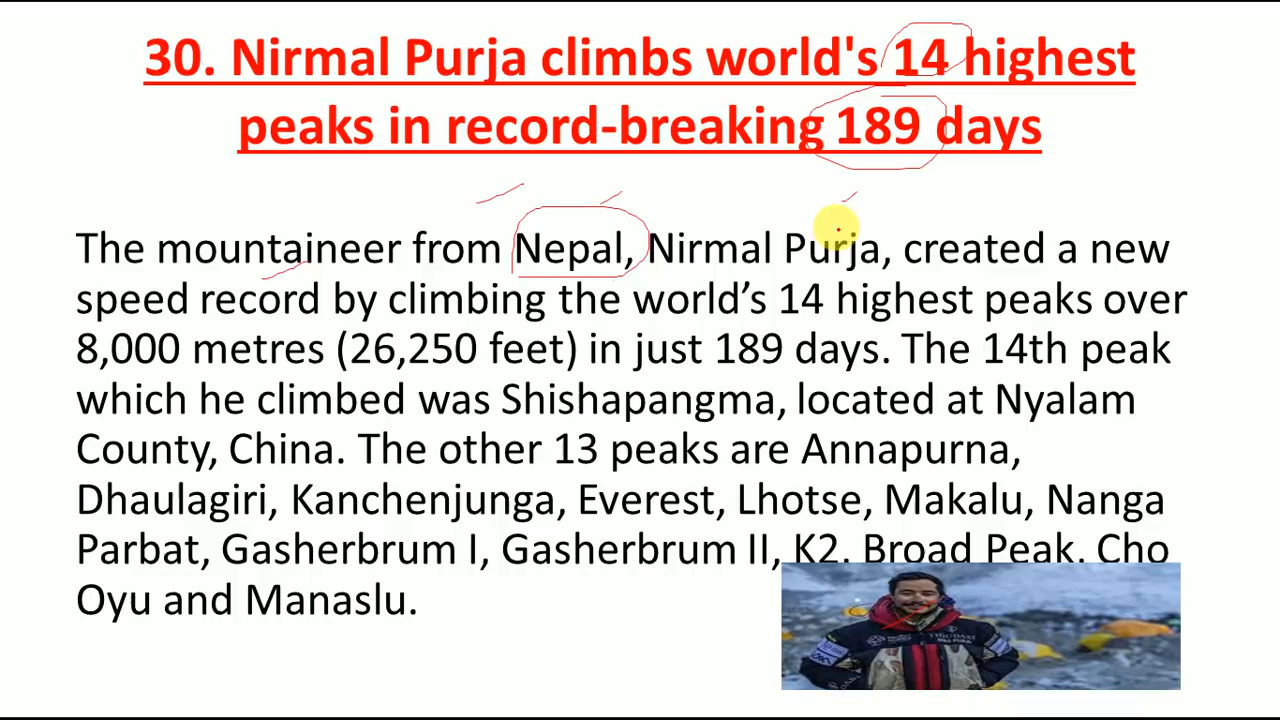 30. Nirmal Purja climbs world's 14 highest
peaks in record-breaking 189 days
The mountaineer from Nepal, Nirmal Purja, created a new
speed record by climbing the world’s 14 highest peaks over
8,000 metres (26,250 feet) in just 189 days. The 14th peak
which he climbed was Shishapangma, located at Nyalam
County, China. The other 13 peaks are Annapurna,
Dhaulagiri, Kanchenjunga, Everest, Lhotse, Makalu, Nanga
Parbat, Gasherbrum I, Gasherbrum II, K2, Broad Peak, Cho
Oyu and Manaslu.